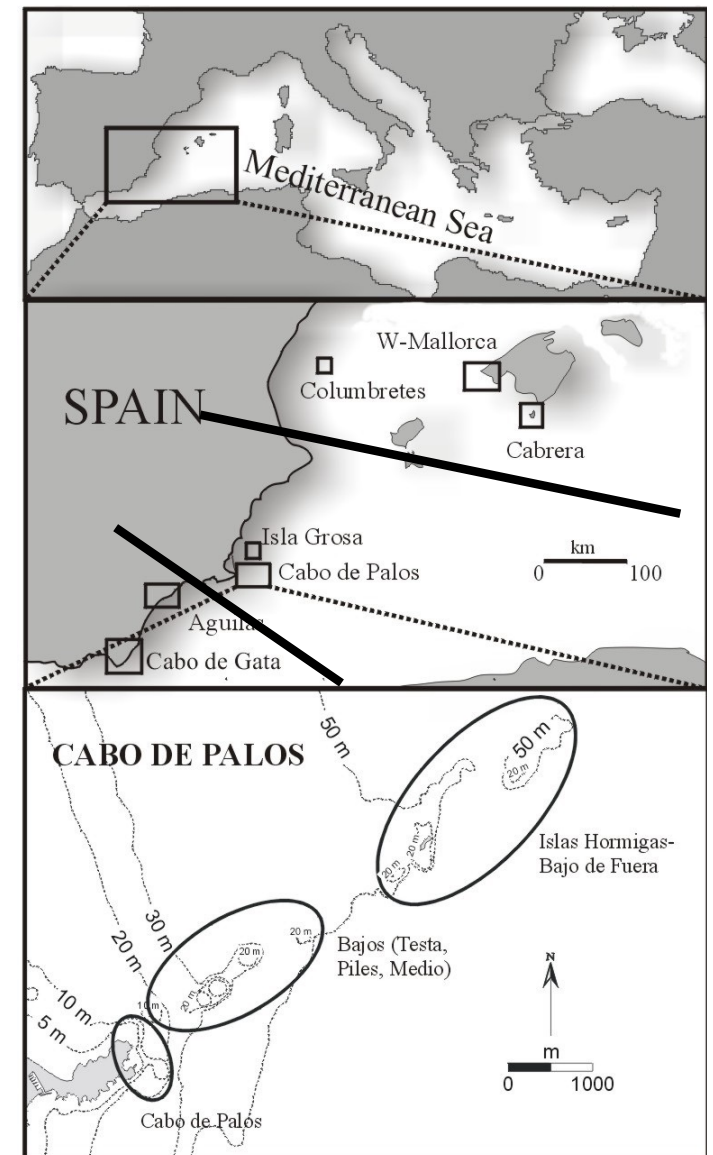 Mediterranean Sea
W-Mallorca
Columbretes
SPAIN
Cabrera
Isla Grosa
km
0 100
Cabo de Palos
Aguilas
Cabo de Gata
50 m
CABO DE PALOS
50 m
20 m
Islas Hormigas-
Bajo de Fuera
20 m
20 m
30 m
20 m
20 m
Bajos (Testa,
Piles, Medio)
20 m
20 m
N
10 m
10 m
5 m
m
0 1000
Cabo de Palos